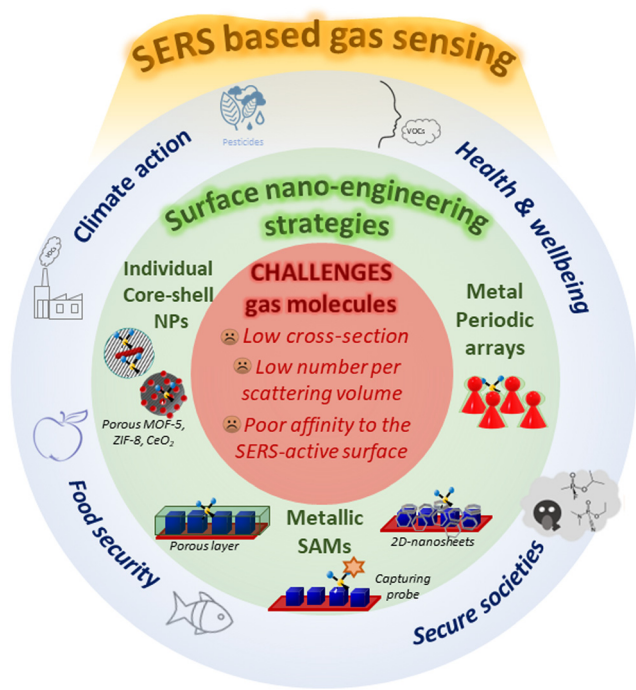 SERS based gas sensing
Pesticides
VOCs
Climate action
Health & wellbeing
VOCs
Surface nano-engineering
strategies
Individual
Core-shell
NPs
CHALLENGES
gas molecules
Low cross-section
Low number per
scattering volume
Poor affinity to the
SERS-active surface
Metal
Periodic
arrays
Porous MOF-5,
ZIF-8, CeO₂
Porous layer
Metallic
SAMs
2D-nanosheets
Capturing
probe
Food security
Secure societies